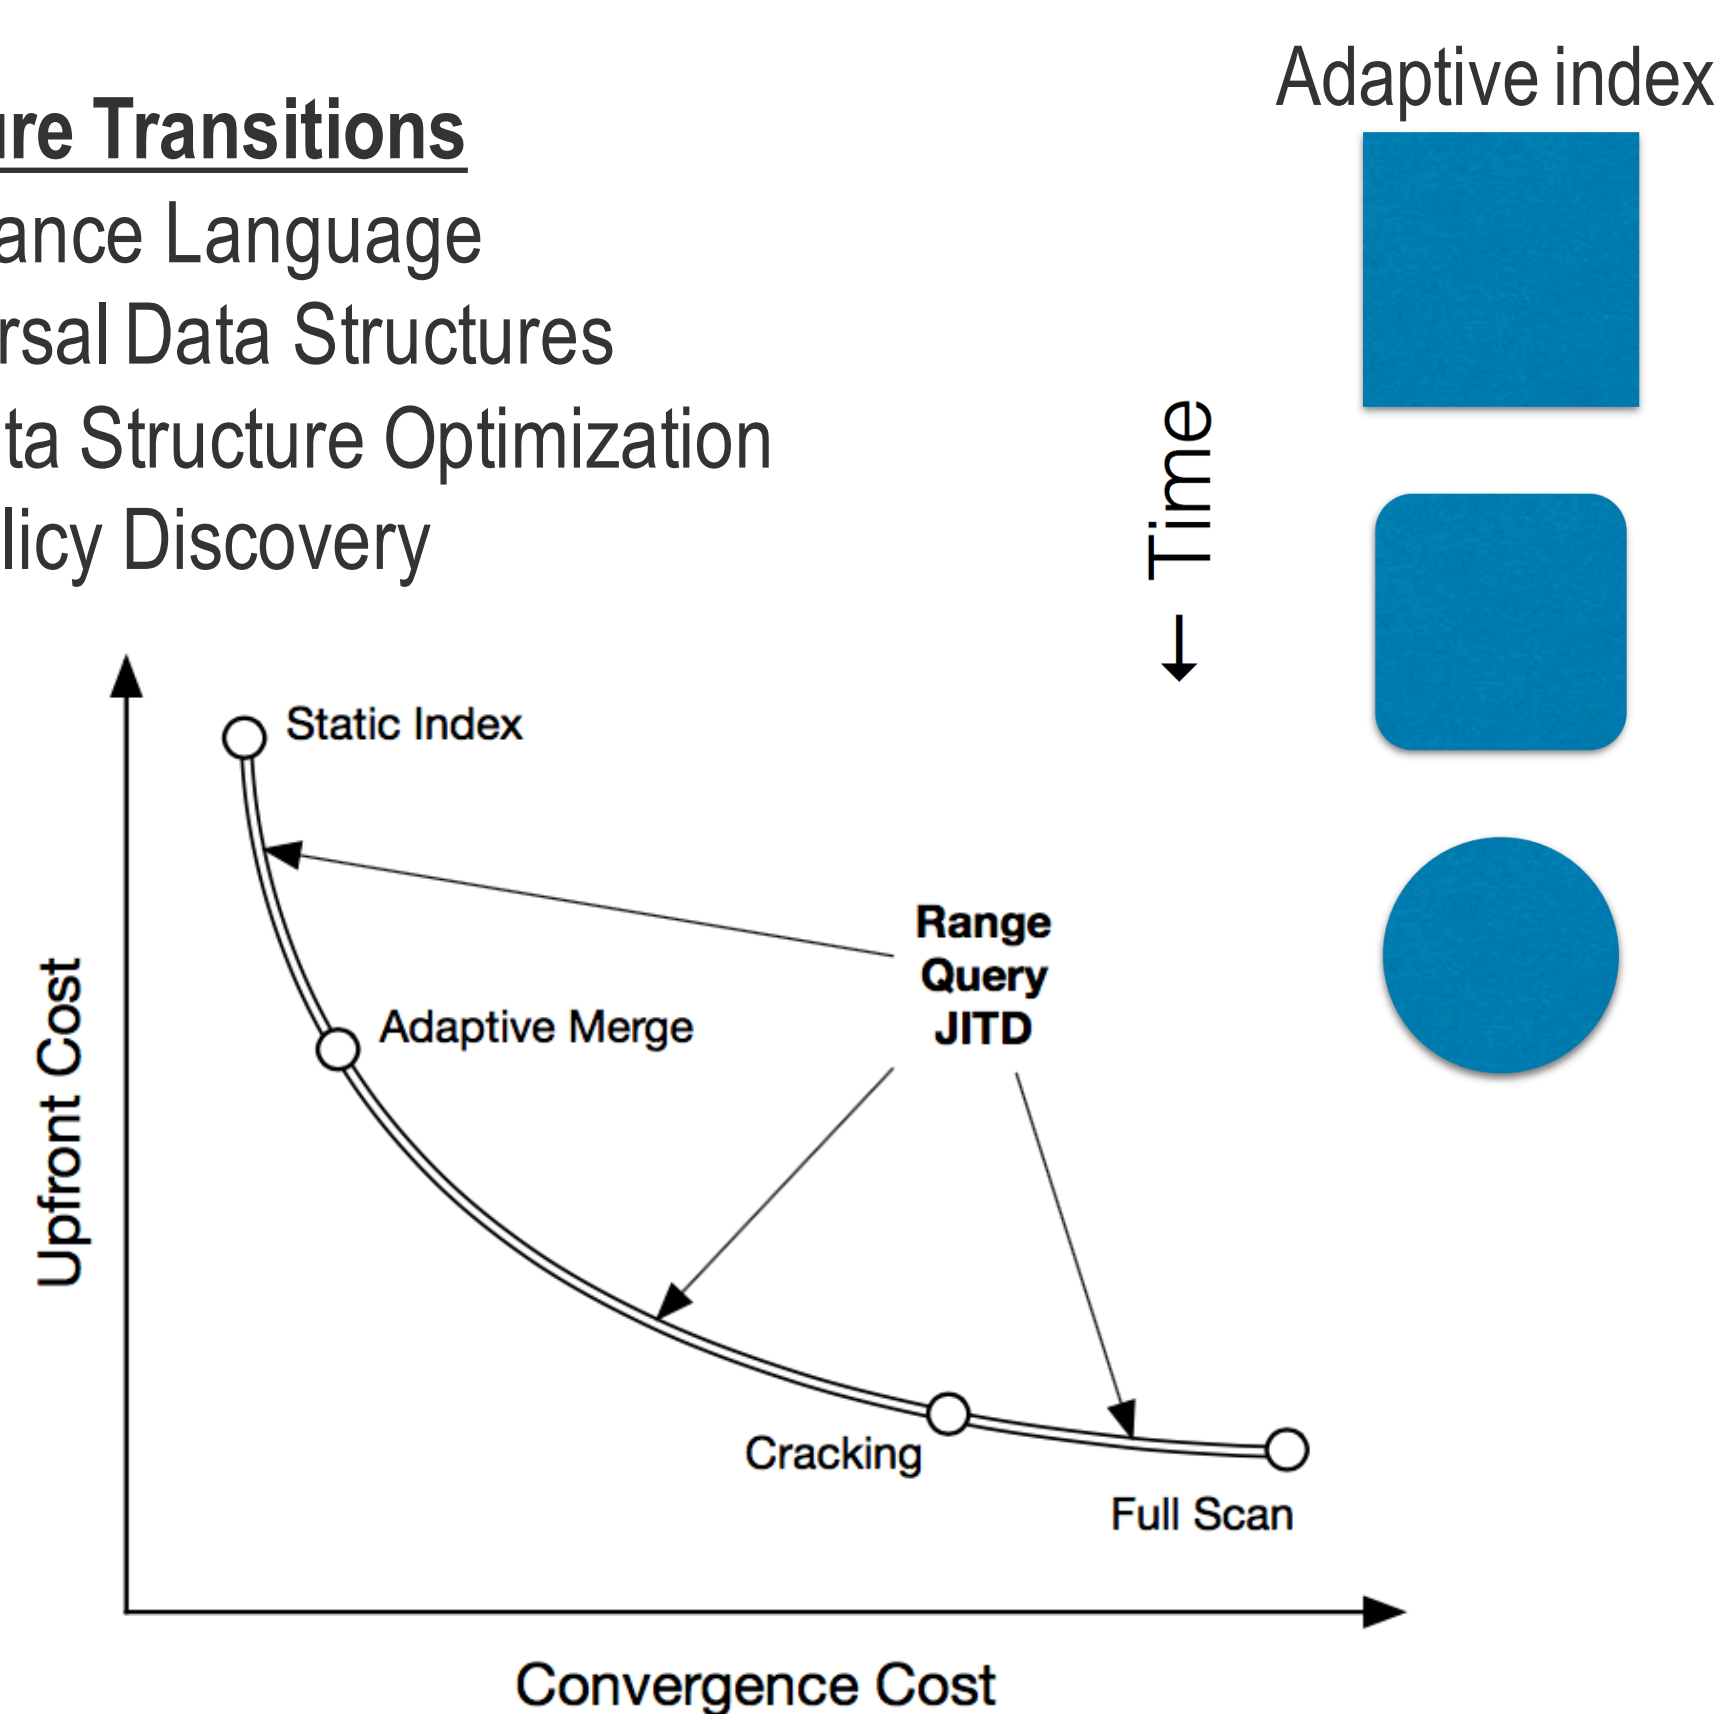 ure Transitions
ance Language
rsal Data Structures
ta Structure Optimization
licy Discovery
Adaptive index
← Time
Static Index
Adaptive Merge
Range
Query
JITD
Cracking
Full Scan
Upfront Cost
Convergence Cost